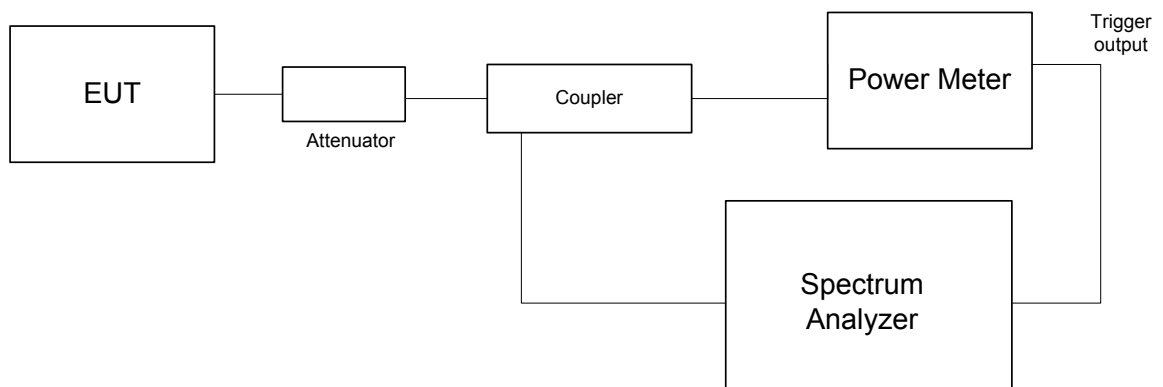 EUT
Attenuator
Coupler
Power Meter
Trigger
output
Spectrum
Analyzer